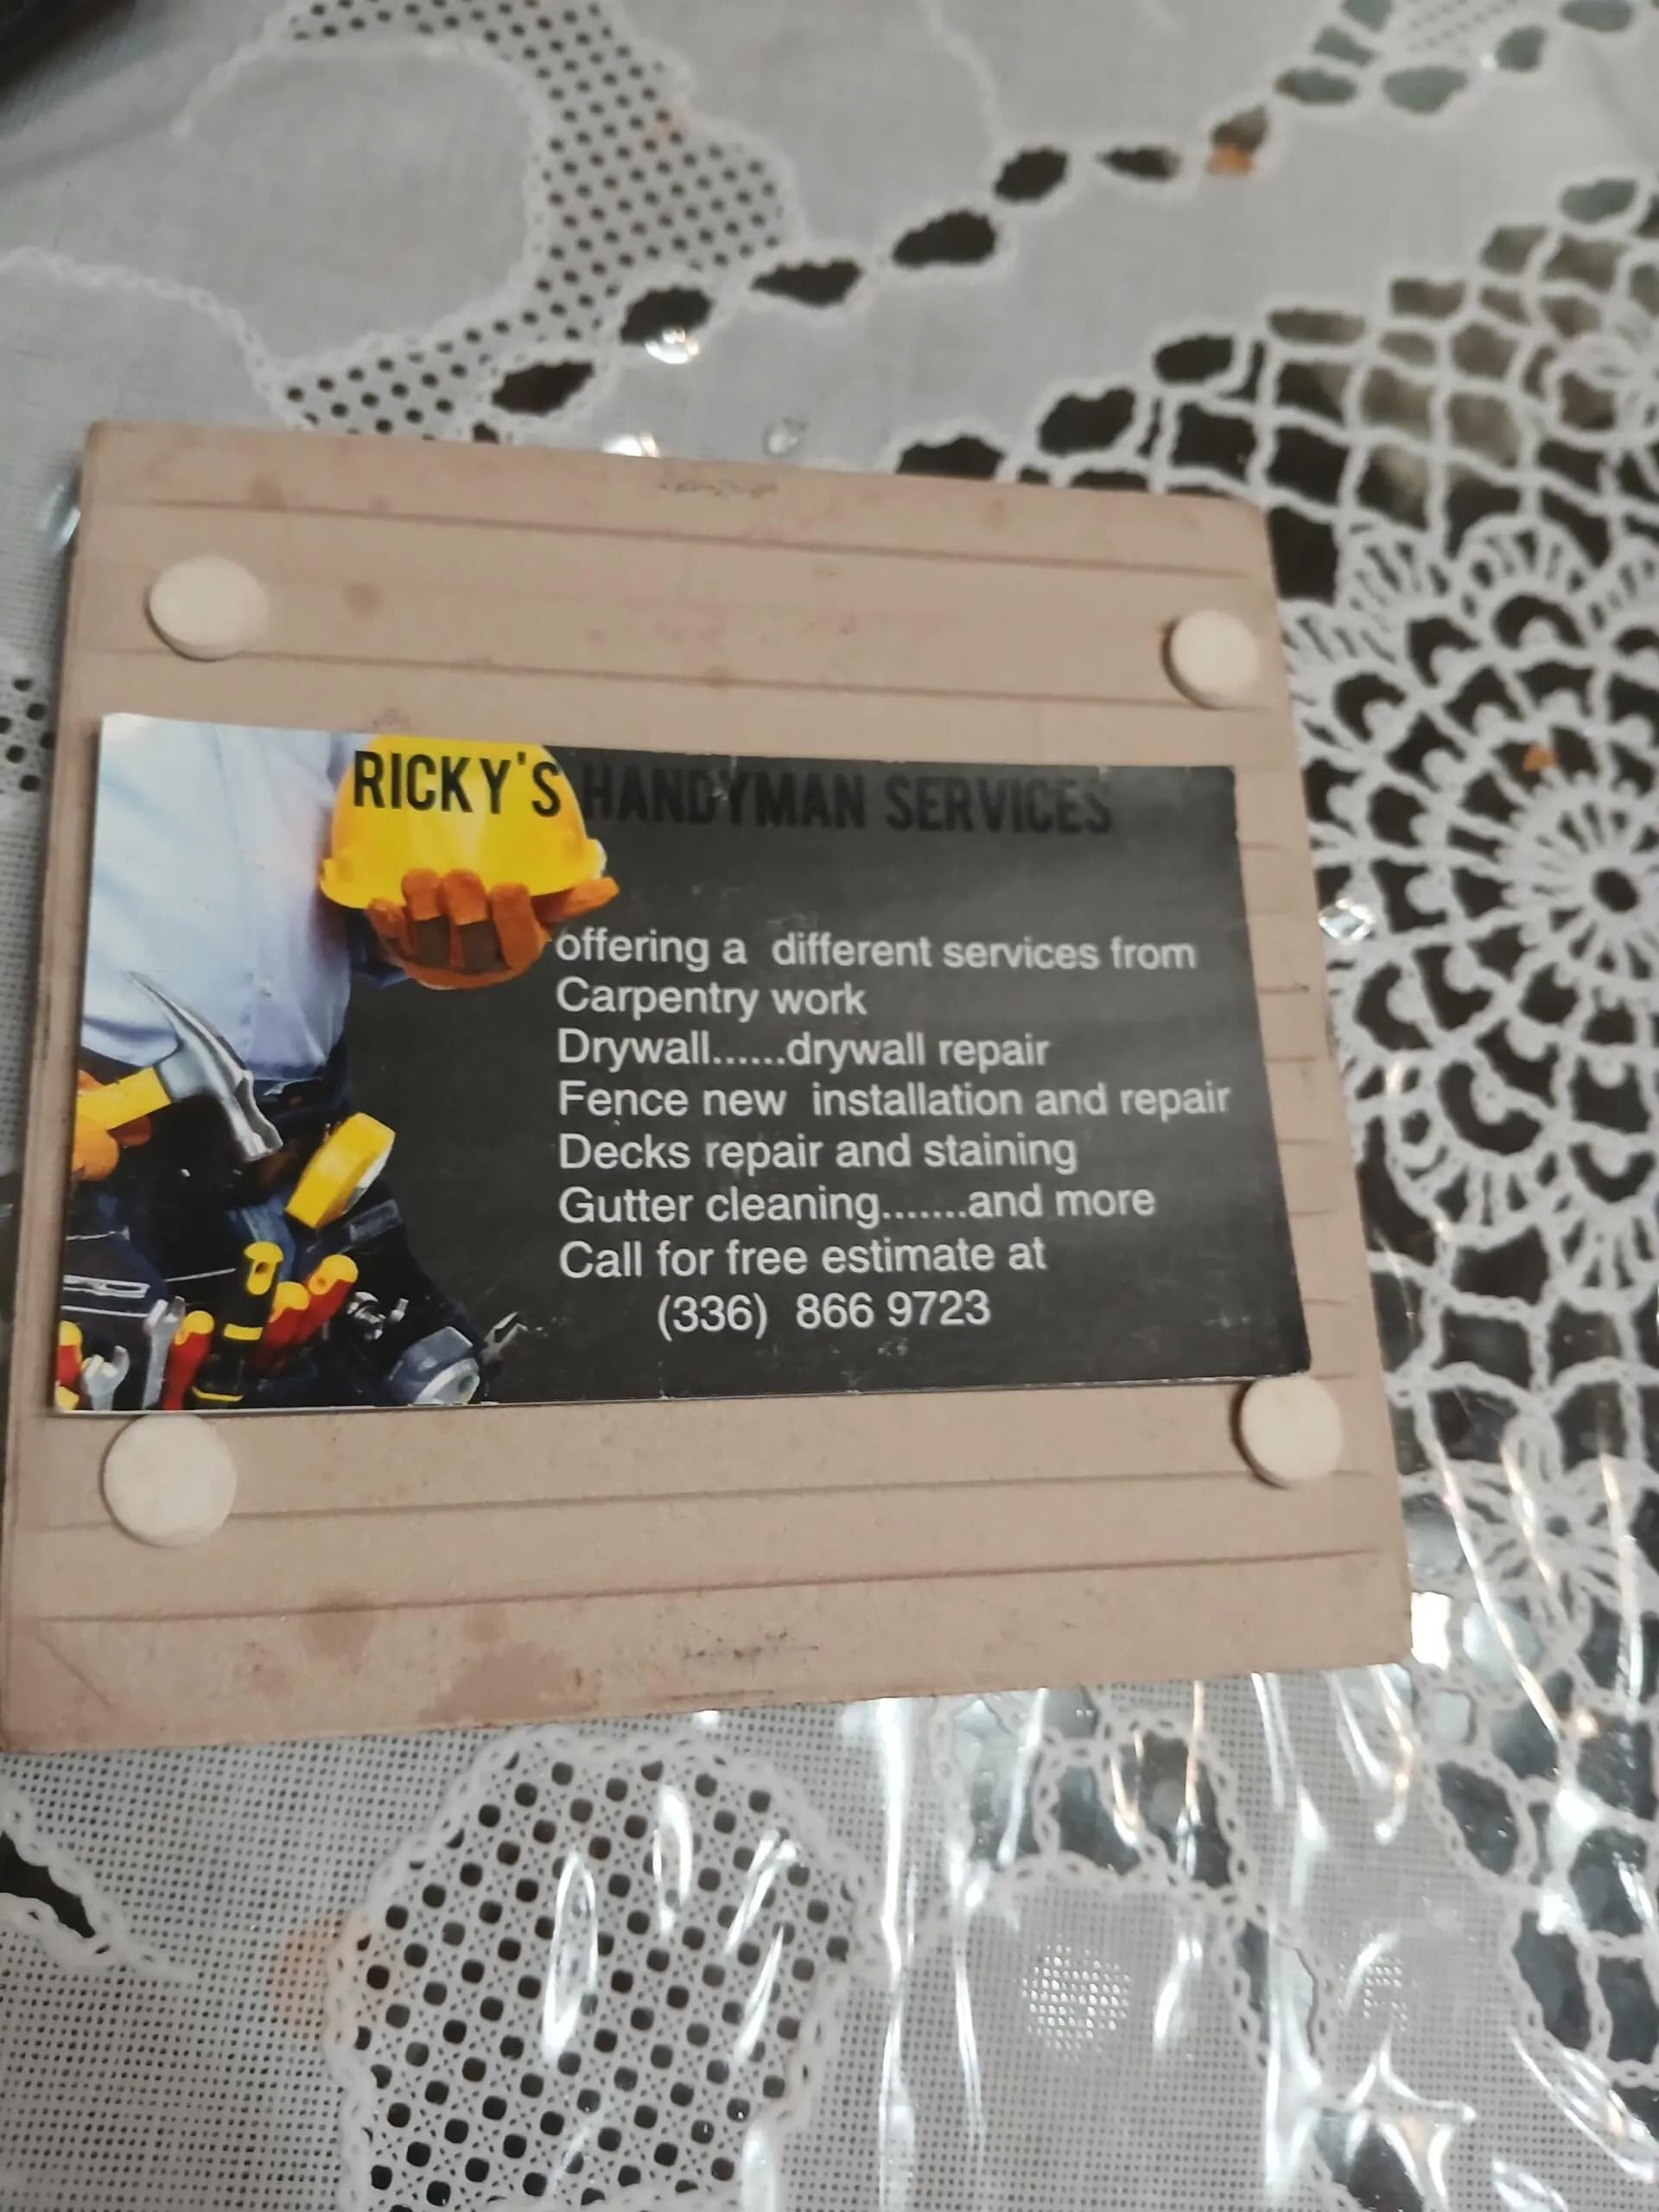 RICKY'S HANDYMAN SERVICES
offering a different services from
Carpentry work
Drywall......drywall repair
Fence new installation and repair
Decks repair and staining
Gutter cleaning.......and more
Call for free estimate at
(336) 866 9723